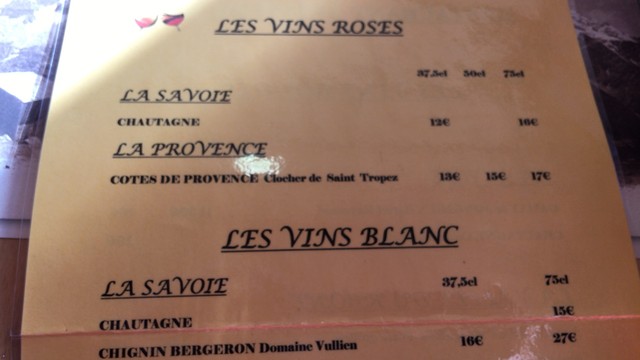 LES VINS ROSES
37,5cl 50cl 75cl
LA SAVOIE
CHAUTAGNE 12€ 16€
LA PROVENCE
COTES DE PROVENCE Clocher de Saint Tropez 13€ 15€ 17€
LES VINS BLANC
LA SAVOIE 37,5cl 75cl
CHAUTAGNE 15€
CHIGNIN BERGERON Domaine Vullien 16€ 27€